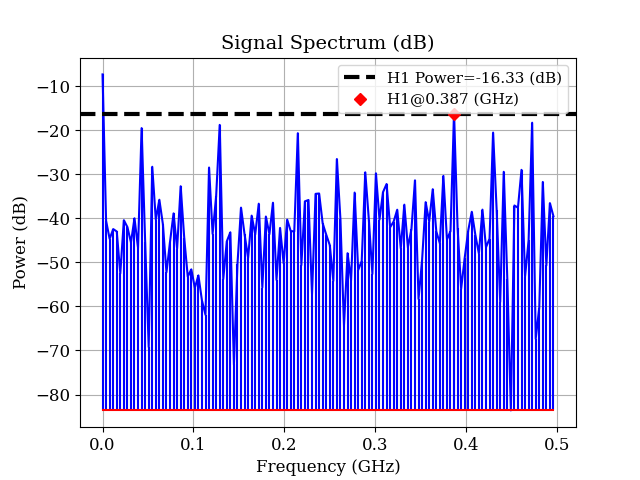 Signal Spectrum (dB)
H1 Power=-16.33 (dB)
H1@0.387 (GHz)
Power (dB)
−10
−20
−30
−40
−50
−60
−70
−80
0.0 0.1 0.2 0.3 0.4 0.5
Frequency (GHz)